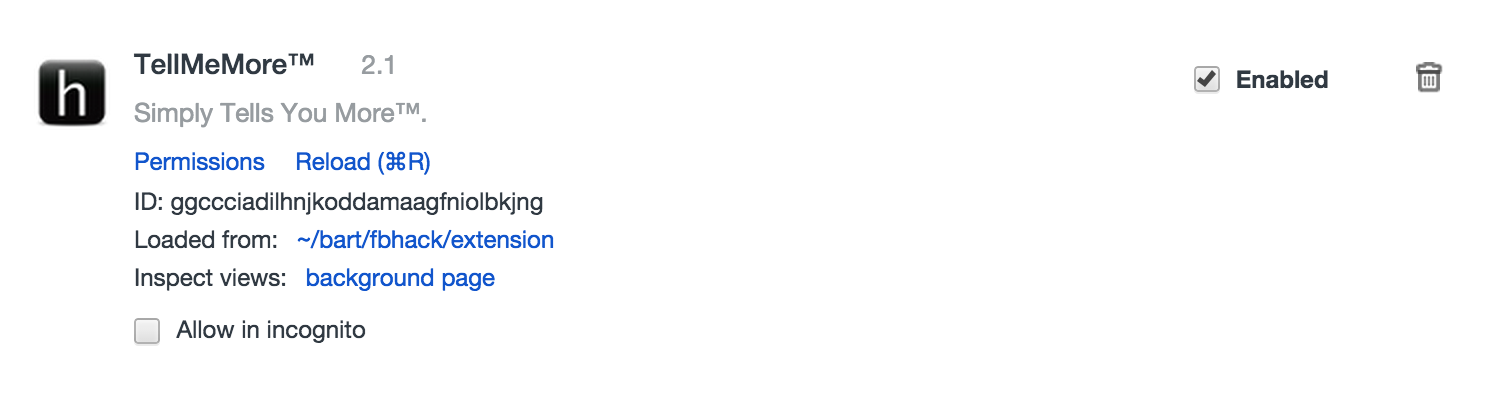 h
TellMeMore™ 2.1
Enabled
Simply Tells You More™.
Permissions Reload (⌘R)
ID: ggccciadilhnjkoddamaagfniolbkjng
Loaded from: ~/bart/fbhack/extension
Inspect views: background page
Allow in incognito